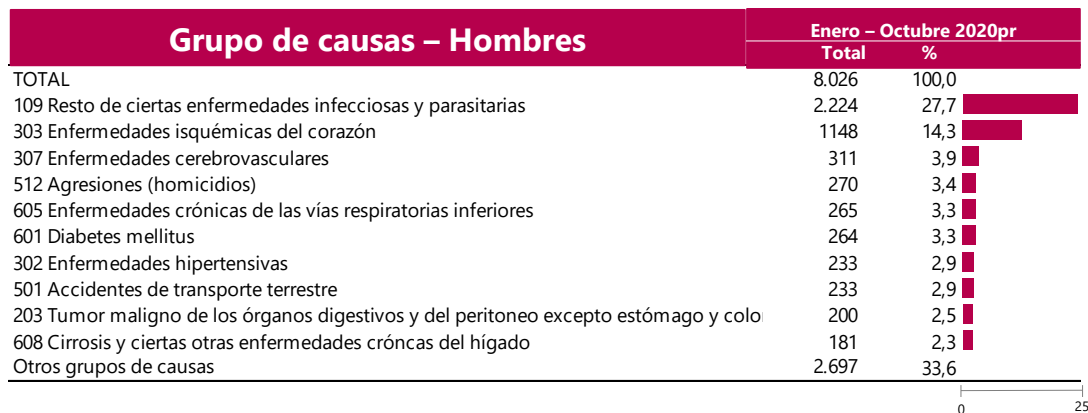 Grupo de causas – Hombres
Enero – Octubre 2020pr
Total %
TOTAL 8.026 100,0
109 Resto de ciertas enfermedades infecciosas y parasitarias 2.224 27,7
303 Enfermedades isquémicas del corazón 1148 14,3
307 Enfermedades cerebrovasculares 311 3,9
512 Agresiones (homicidios) 270 3,4
605 Enfermedades crónicas de las vías respiratorias inferiores 265 3,3
601 Diabetes mellitus 264 3,3
302 Enfermedades hipertensivas 233 2,9
501 Accidentes de transporte terrestre 233 2,9
203 Tumor maligno de los órganos digestivos y del peritoneo excepto estómago y colo 200 2,5
608 Cirrosis y ciertas otras enfermedades cróncas del hígado 181 2,3
Otros grupos de causas 2.697 33,6
0 25